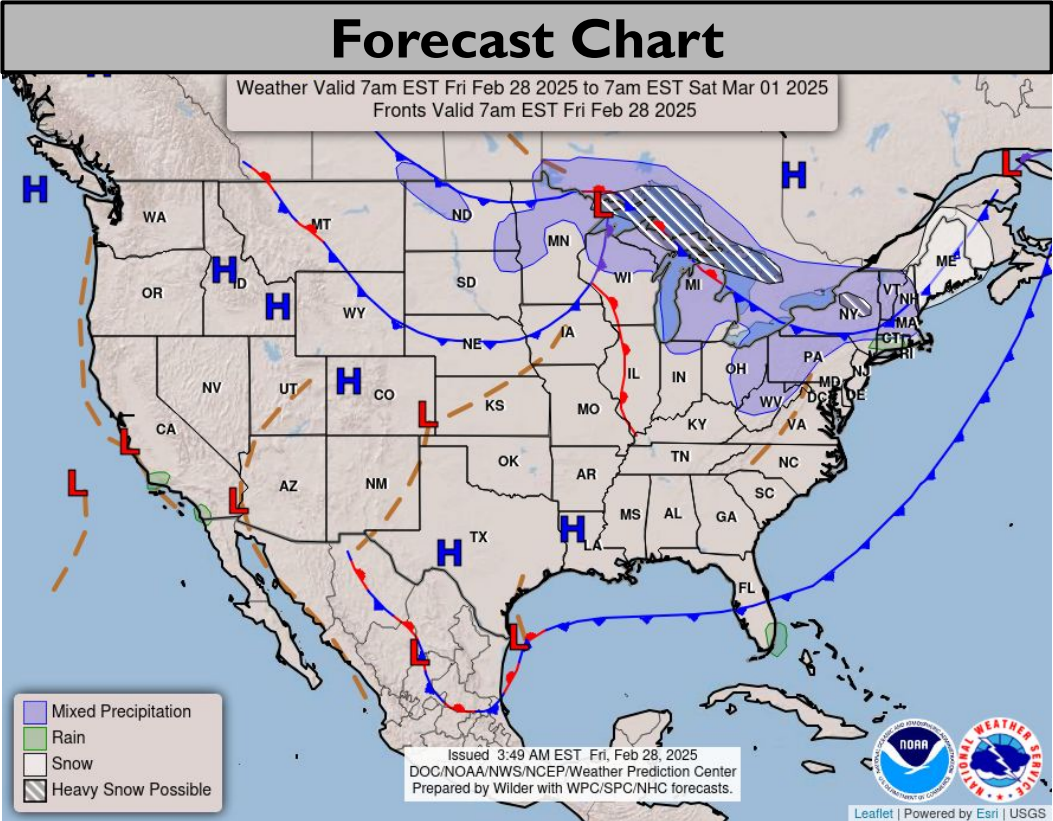 Forecast Chart
Weather Valid 7am EST Fri Feb 28 2025 to 7am EST Sat Mar 01 2025
Fronts Valid 7am EST Fri Feb 28 2025
H
L
H
H
WA
MT
ND
L
MN
ME
OR
H
ID
SD
WI
MI
VT
NH
H
WY
NY
MA
NE
IA
CT
RI
NV
UT
H
CO
IL
IN
OH
PA
NJ
MD
DE
DC
KS
MO
WV
VA
CA
L
L
KY
OK
TN
NC
L
L
AZ
NM
AR
SC
MS
AL
GA
H
TX
H
LA
FL
L
L
Mixed Precipitation
Rain
Snow
Heavy Snow Possible
Issued 3:49 AM EST Fri, Feb 28, 2025
DOC/NOAA/NWS/NCEP/Weather Prediction Center
Prepared by Wilder with WPC/SPC/NHC forecasts.
NOAA
NATIONAL WEATHER SERVICE
Leaflet | Powered by Esri | USGS